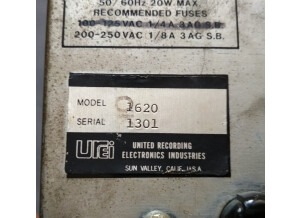 50/60Hz 20W. MAX.
RECOMMENDED FUSES
100-125VAC 1/4A 3AG S.B.
200-250VAC 1/8A 3AG S.B.
MODEL 1620
SERIAL 1301
Urei UNITED RECORDING
ELECTRONICS INDUSTRIES
SUN VALLEY, CALIF. U.S.A.